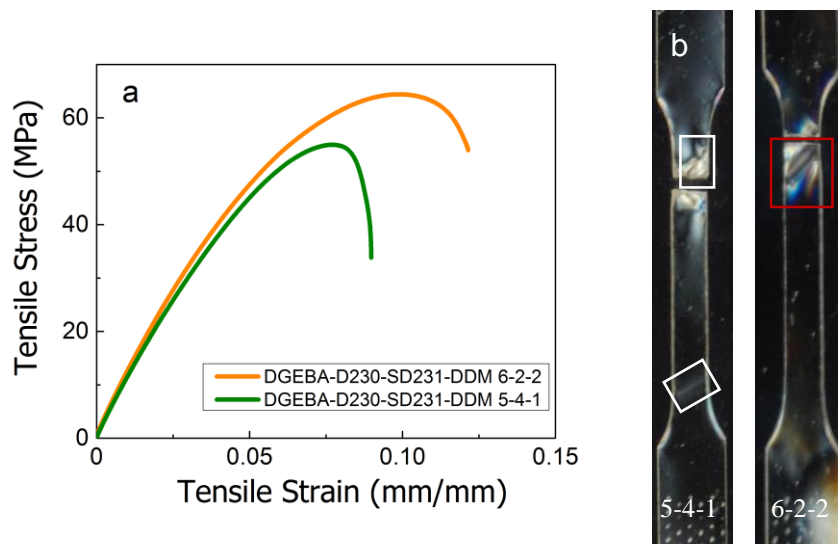 a
Tensile Stress (MPa)
60
40
20
0
DGEBA-D230-SD231-DDM 6-2-2
DGEBA-D230-SD231-DDM 5-4-1
0 0.05 0.10 0.15
Tensile Strain (mm/mm)
b
5-4-1
6-2-2